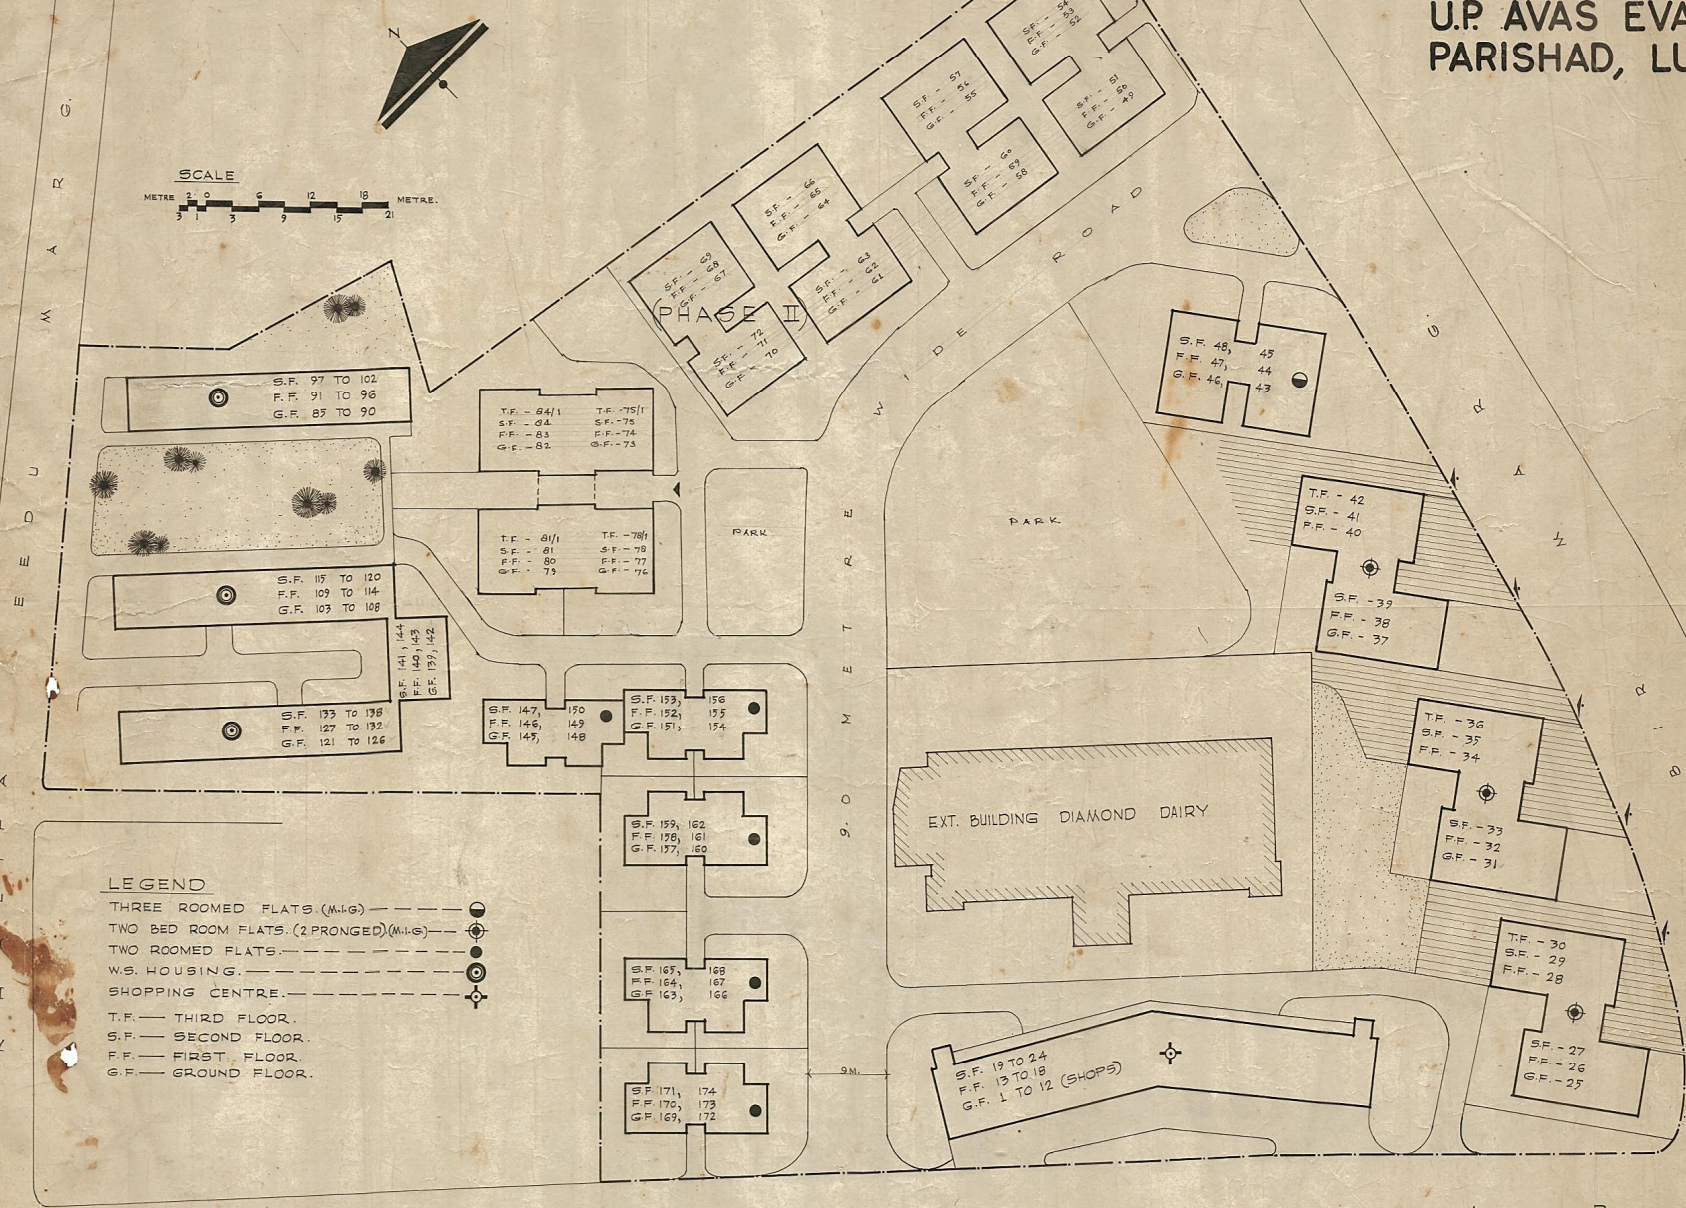 U.P. AVAS EVA
PARISHAD, LU
N
SCALE
METRE 2 0 6 12 18 METRE.
3 1 3 9 15 21
M A R G.
E E D U
S.F. - 54
F.F. - 53
G.F. - 52
S.F. - 51
F.F. - 50
G.F. - 49
S.F. - 57
F.F. - 56
G.F. - 55
S.F. - 60
F.F. - 59
G.F. - 58
S.F. - 66
F.F. - 65
G.F. - 64
S.F. - 63
F.F. - 62
G.F. - 61
S.F. - 69
F.F. - 68
G.F. - 67
(PHASE II)
S.F. - 72
F.F. - 71
G.F. - 70
9.0 METRE WIDE ROAD
S.F. 48, 45
F.F. 47, 44
G.F. 46, 43
S.F. 97 TO 102
F.F. 91 TO 96
G.F. 85 TO 90
T.F. - 84/1 T.F. - 75/1
S.F. - 84 S.F. - 75
F.F. - 83 F.F. - 74
G.F. - 82 G.F. - 73
T.F. - 81/1 T.F. - 78/1
S.F. - 81 S.F. - 78
F.F. - 80 F.F. - 77
G.F. - 79 G.F. - 76
PARK
PARK
T.F. - 42
S.F. - 41
F.F. - 40
S.F. - 39
F.F. - 38
G.F. - 37
S.F. 115 TO 120
F.F. 109 TO 114
G.F. 103 TO 108
S.F. 141, 144
F.F. 140, 143
G.F. 139, 142
S.F. 133 TO 138
F.F. 127 TO 132
G.F. 121 TO 126
S.F. 147, 150
F.F. 146, 149
G.F. 145, 148
S.F. 153, 156
F.F. 152, 155
G.F. 151, 154
T.F. - 36
S.F. - 35
F.F. - 34
S.F. - 33
F.F. - 32
G.F. - 31
EXT. BUILDING DIAMOND DAIRY
S.F. 159, 162
F.F. 158, 161
G.F. 157, 160
LEGEND
THREE ROOMED FLATS. (M.I.G.)
TWO BED ROOM FLATS. (2 PRONGED).(M.I.G)
TWO ROOMED FLATS.
W.S. HOUSING.
SHOPPING CENTRE.
T.F. — THIRD FLOOR.
S.F. — SECOND FLOOR.
F.F. — FIRST FLOOR.
G.F. — GROUND FLOOR.
T.F. - 30
S.F. - 29
F.F. - 28
S.F. - 27
F.F. - 26
G.F. - 25
S.F. 165, 168
F.F. 164, 167
G.F. 163, 166
S.F. 171, 174
F.F. 170, 173
G.F. 169, 172
9M.
S.F. 19 TO 24
F.F. 13 TO 18
G.F. 1 TO 12 (SHOPS)